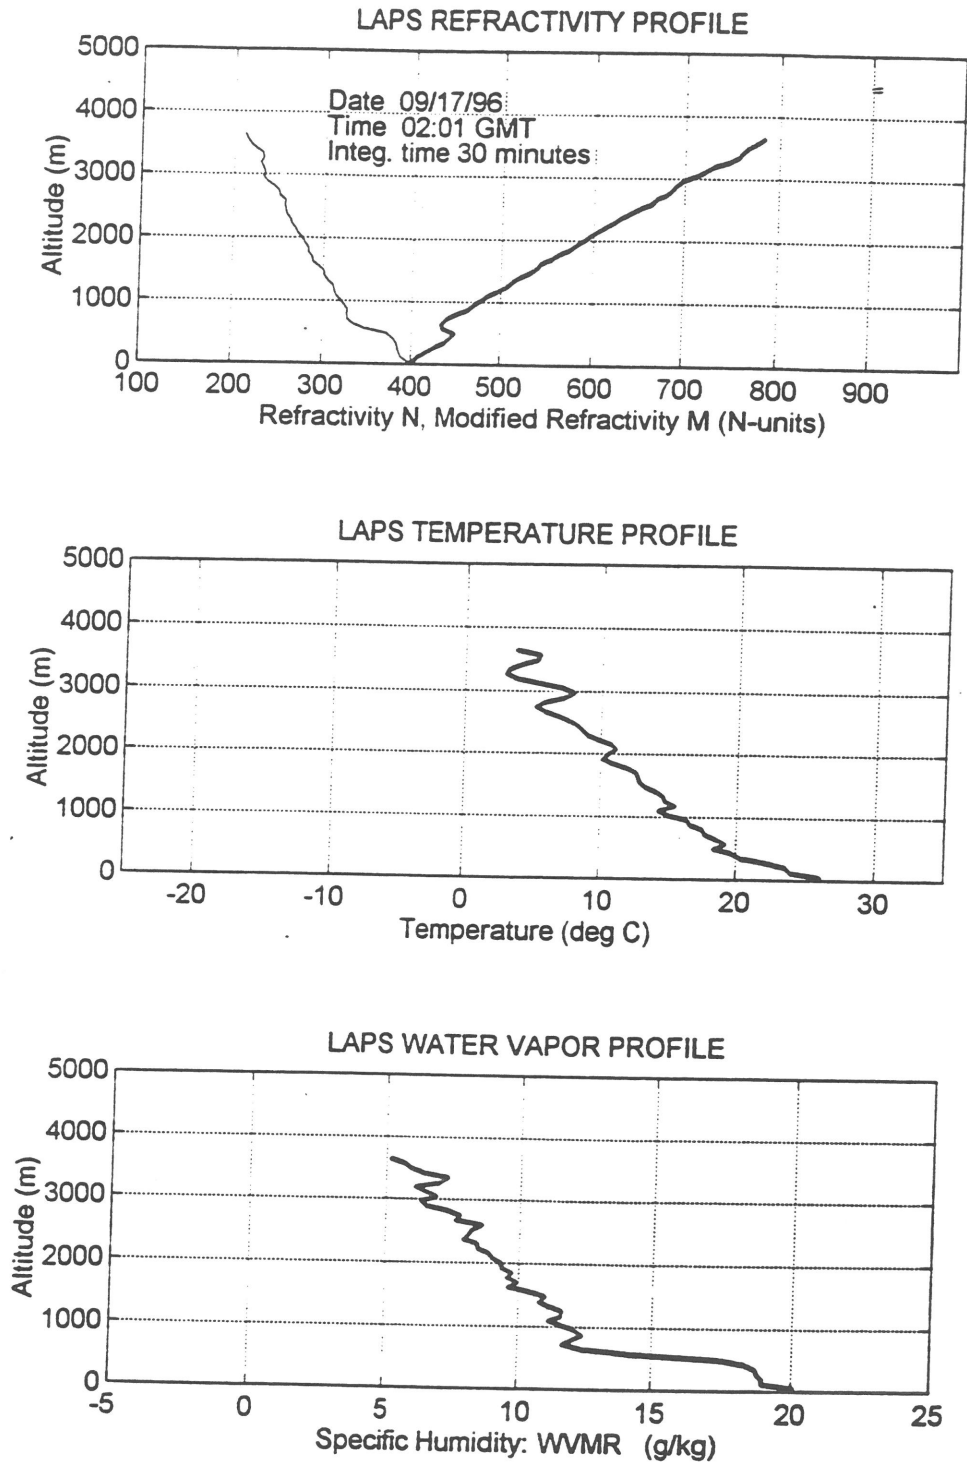 LAPS REFRACTIVITY PROFILE
5000
4000
3000
2000
1000
0
Altitude (m)
Date 09/17/96
Time 02:01 GMT
Integ. time 30 minutes
100 200 300 400 500 600 700 800 900
Refractivity N, Modified Refractivity M (N-units)
LAPS TEMPERATURE PROFILE
5000
4000
3000
2000
1000
0
Altitude (m)
-20 -10 0 10 20 30
Temperature (deg C)
LAPS WATER VAPOR PROFILE
5000
4000
3000
2000
1000
0
Altitude (m)
-5 0 5 10 15 20 25
Specific Humidity: WVMR (g/kg)